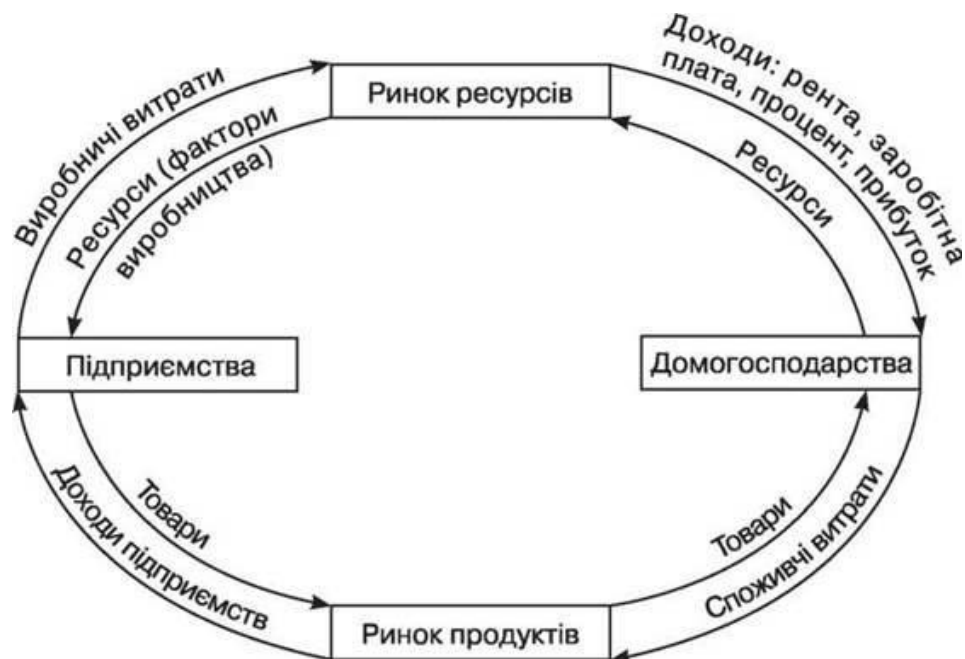 Ринок ресурсів
Виробничі витрати
Ресурси (фактори
виробництва)
Доходи: рента, заробітна
плата, процент, прибуток
Ресурси
Підприємства
Домогосподарства
Товари
Доходи підприємств
Товари
Споживчі витрати
Ринок продуктів